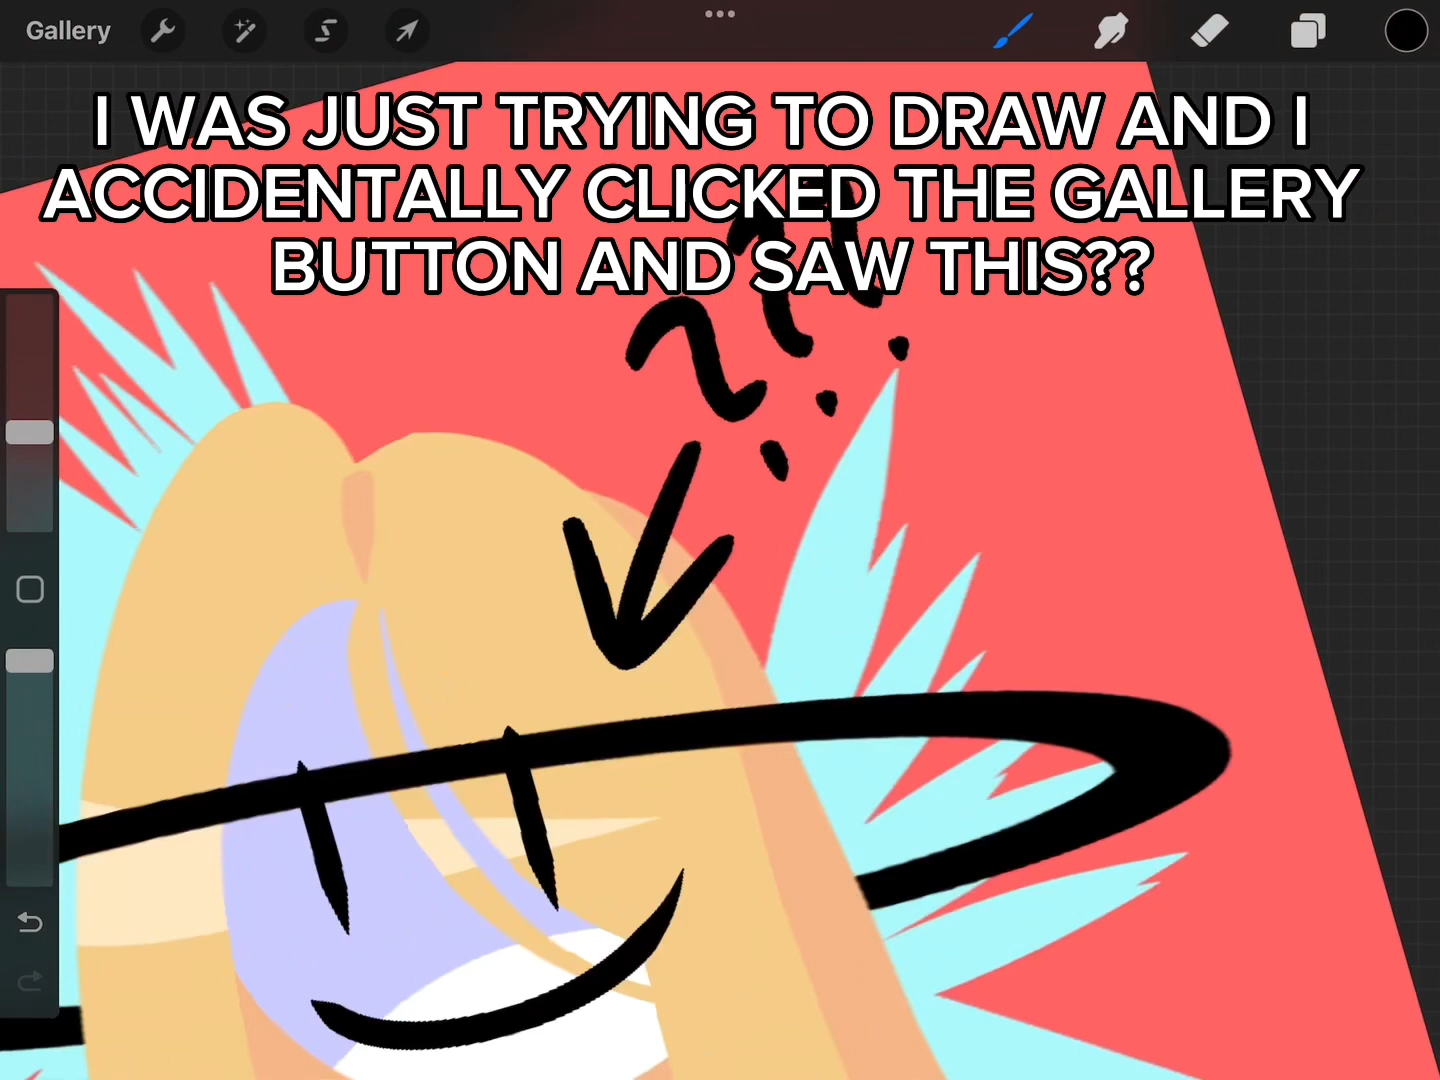 Gallery
I WAS JUST TRYING TO DRAW AND I
ACCIDENTALLY CLICKED THE GALLERY
BUTTON AND SAW THIS??
???